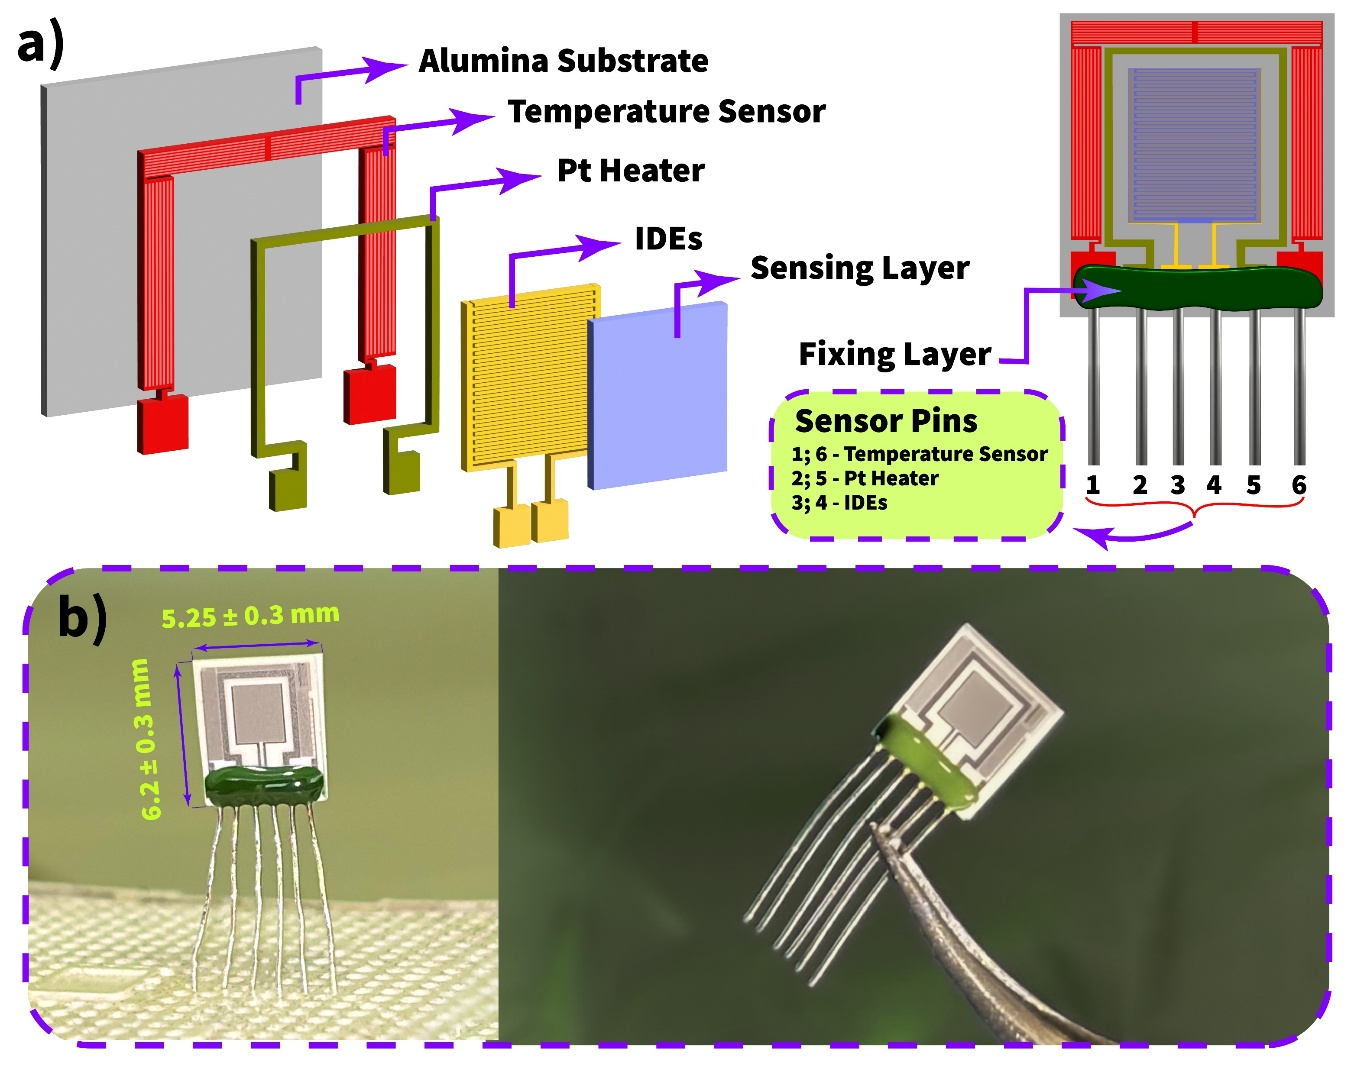 a)
Alumina Substrate
Temperature Sensor
Pt Heater
IDEs
Sensing Layer
Fixing Layer
Sensor Pins
1; 6 - Temperature Sensor
2; 5 - Pt Heater
3; 4 - IDEs
1 2 3 4 5 6
b)
5.25 ± 0.3 mm
6.2 ± 0.3 mm